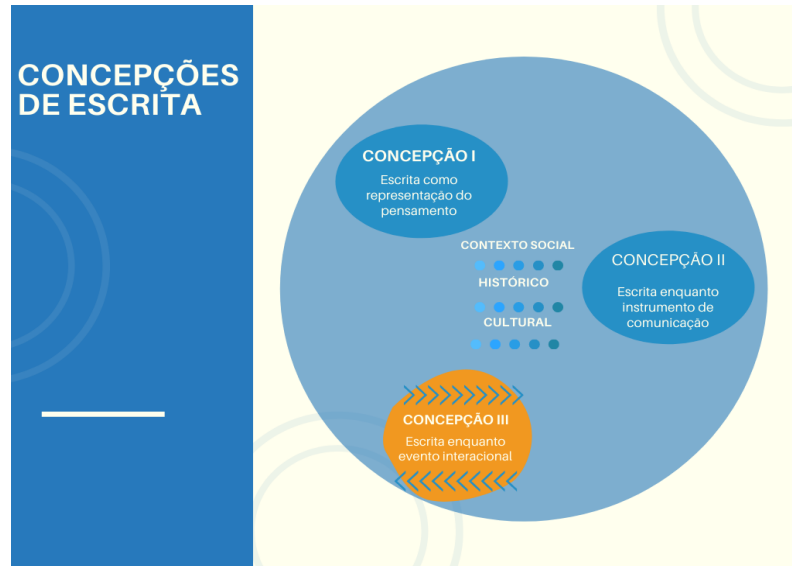 CONCEPÇÕES
DE ESCRITA
CONCEPÇÃO I
Escrita como
representação do
pensamento
CONTEXTO SOCIAL
HISTÓRICO
CULTURAL
CONCEPÇÃO II
Escrita enquanto
instrumento de
comunicação
CONCEPÇÃO III
Escrita enquanto
evento interacional